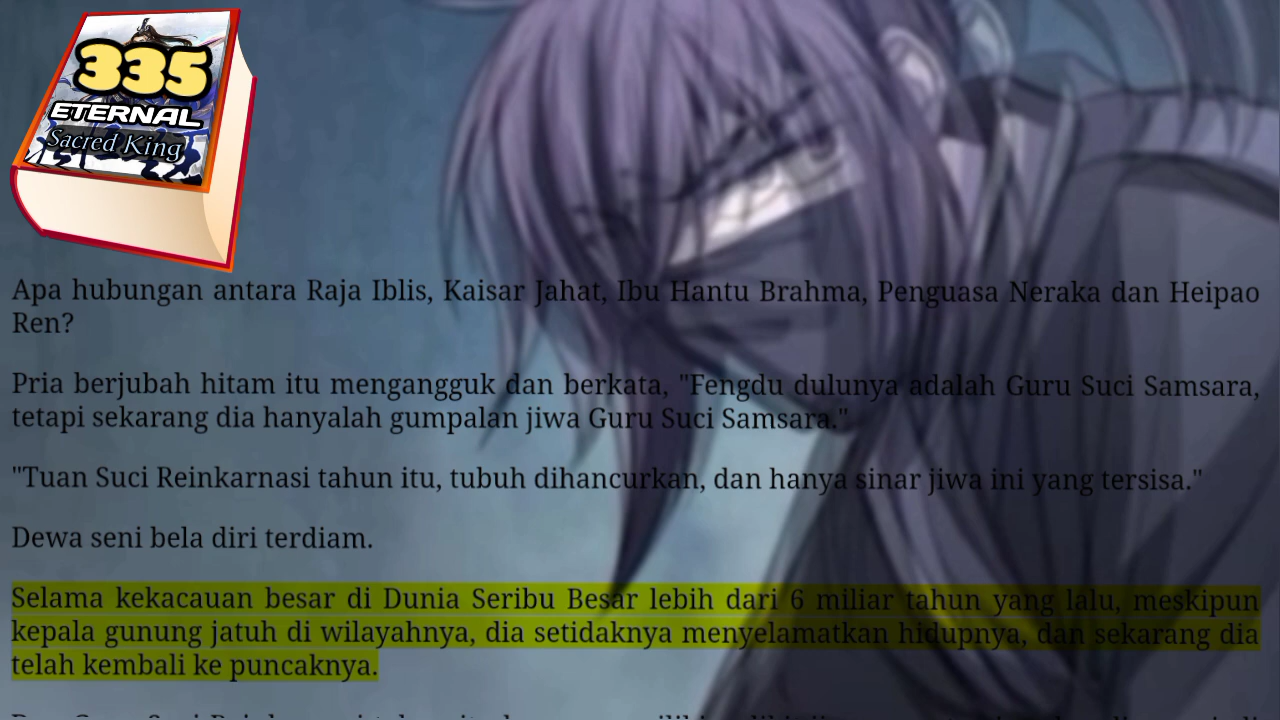 335
ETERNAL
Sacred King
Apa hubungan antara Raja Iblis, Kaisar Jahat, Ibu Hantu Brahma, Penguasa Neraka dan Heipao
Ren?
Pria berjubah hitam itu mengangguk dan berkata, "Fengdu dulunya adalah Guru Suci Samsara,
tetapi sekarang dia hanyalah gumpalan jiwa Guru Suci Samsara."
"Tuan Suci Reinkarnasi tahun itu, tubuh dihancurkan, dan hanya sinar jiwa ini yang tersisa."
Dewa seni bela diri terdiam.
Selama kekacauan besar di Dunia Seribu Besar lebih dari 6 miliar tahun yang lalu, meskipun
kepala gunung jatuh di wilayahnya, dia setidaknya menyelamatkan hidupnya, dan sekarang dia
telah kembali ke puncaknya.